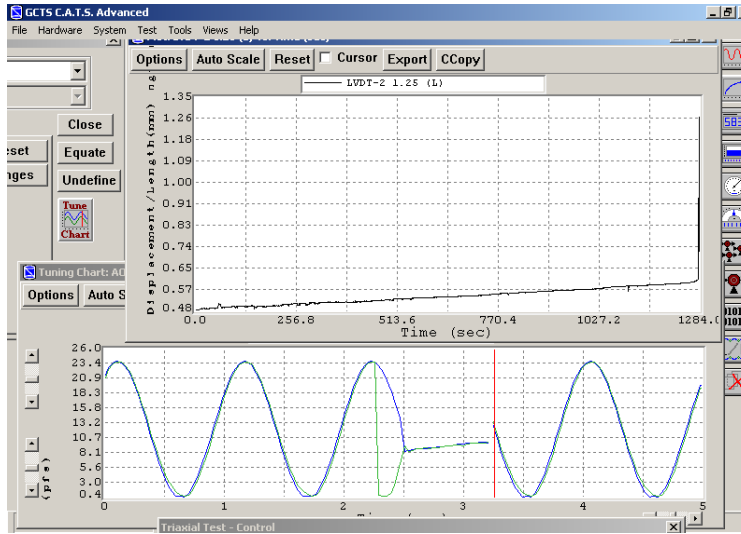 GCTS C.A.T.S. Advanced
File Hardware System Test Tools Views Help
Options Auto Scale Reset Cursor Export CCopy
LVDT-2 1.25 (L)
Displacement/Length(mm)
1.35
1.26
1.18
1.09
1.00
0.91
0.83
0.74
0.65
0.57
0.48
0.0 256.8 513.6 770.4 1027.2 1284.
Time (sec)
Close
Equate
Undefine
Tune
Chart
Tuning Chart:
Options Auto S
26.0
23.4
20.9
18.3
15.8
13.2
10.7
8.1
5.6
3.0
0.4
0 1 2 3 4 5
Triaxial Test - Control